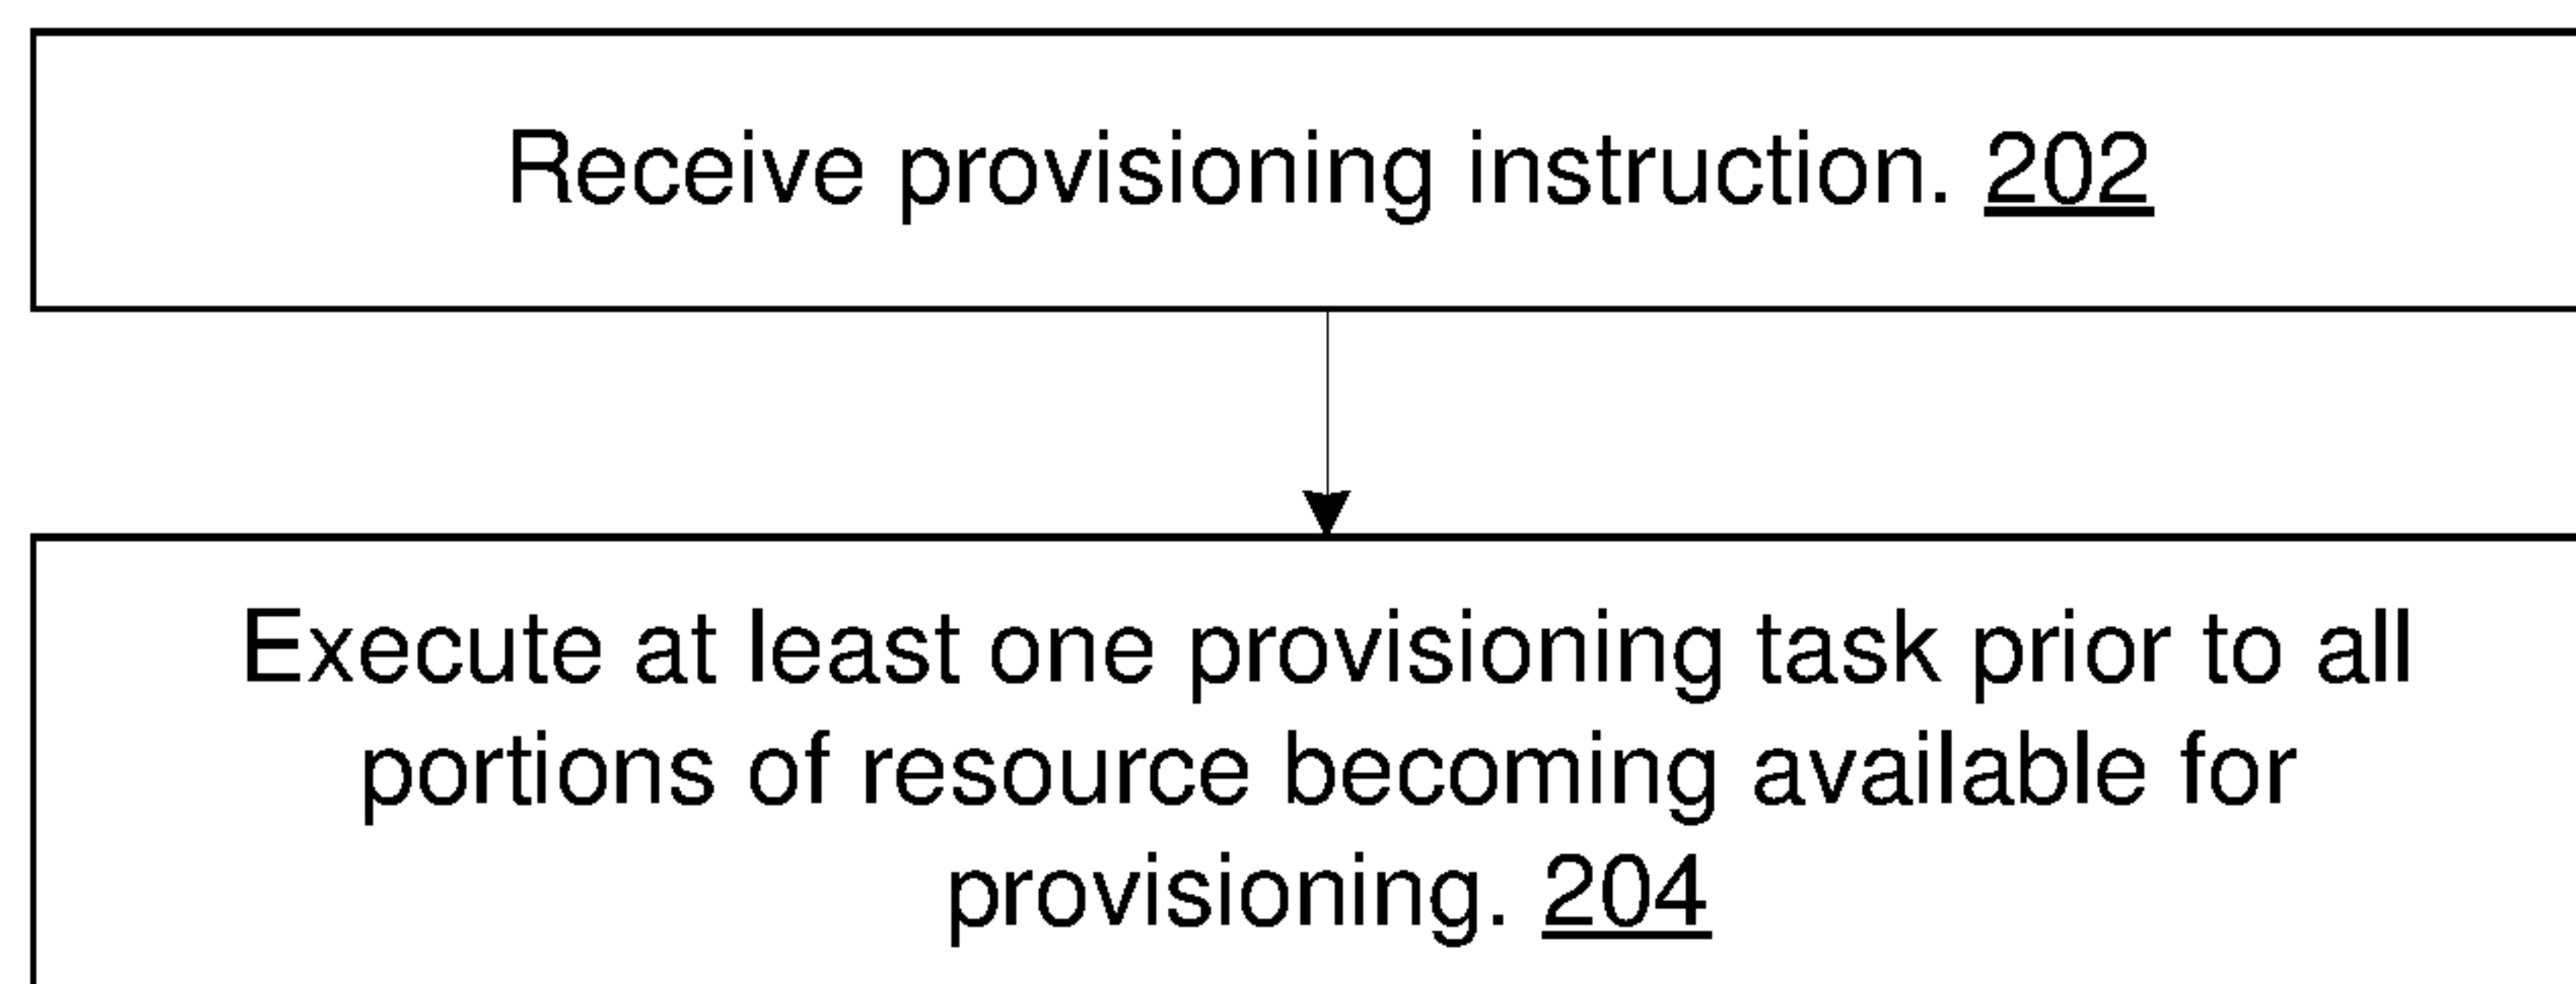 Receive provisioning instruction. 202
Execute at least one provisioning task prior to all
portions of resource becoming available for
provisioning. 204